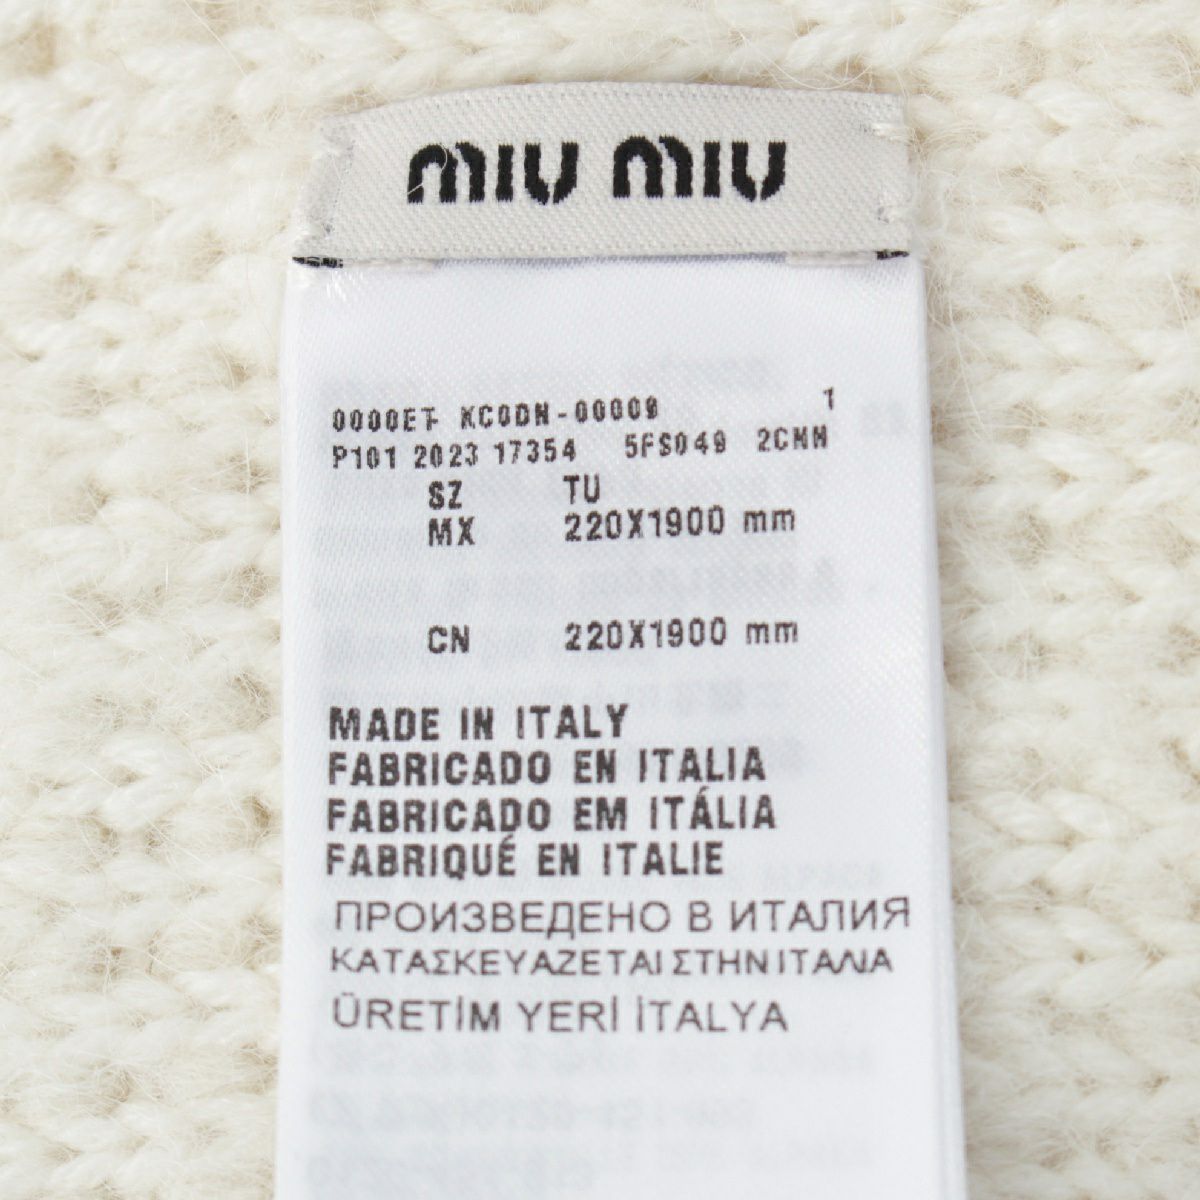 MIU MIU
0000ET KC0DN-00009 1
P101 2023 17354 5FS049 2CNN
SZ TU
MX 220X1900 mm
CN 220X1900 mm
MADE IN ITALY
FABRICADO EN ITALIA
FABRICADO EM ITÁLIA
FABRIQUÉ EN ITALIE
ПРОИЗВЕДЕНО В ИТАЛИЯ
ΚΑΤΑΣΚΕΥΑΖΕΤΑΙ ΣΤΗΝ ΙΤΑΛΙΑ
ÜRETİM YERİ İTALYA